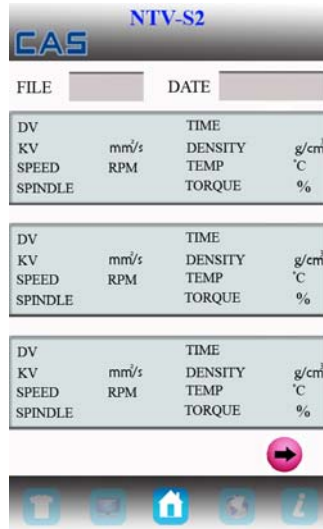 NTV-S2
CAS
FILE DATE
DV TIME
KV mm²/s DENSITY g/cm
SPEED RPM TEMP °C
SPINDLE TORQUE %
DV TIME
KV mm²/s DENSITY g/cm
SPEED RPM TEMP °C
SPINDLE TORQUE %
DV TIME
KV mm²/s DENSITY g/cm
SPEED RPM TEMP °C
SPINDLE TORQUE %
i